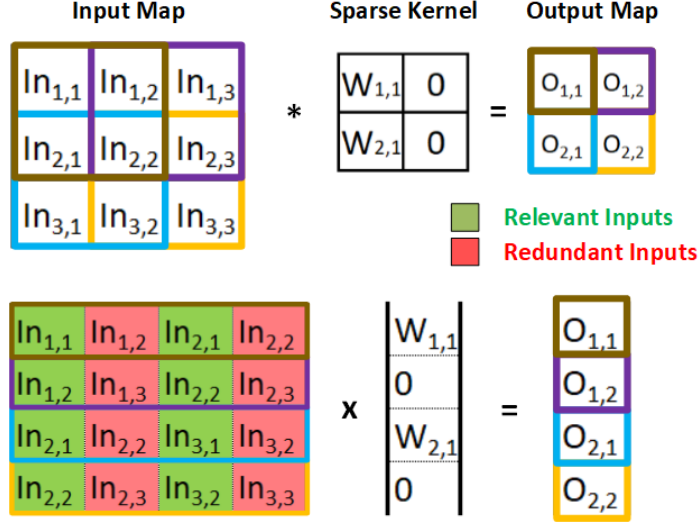 Input Map Sparse Kernel Output Map
In1,1 In1,2 In1,3 W1,1 0 O1,1 O1,2
* =
In2,1 In2,2 In2,3 W2,1 0 O2,1 O2,2
In3,1 In3,2 In3,3
Relevant Inputs
Redundant Inputs
In1,1 In1,2 In2,1 In2,2 W1,1 O1,1
In1,2 In1,3 In2,2 In2,3 0 O1,2
x =
In2,1 In2,2 In3,1 In3,2 W2,1 O2,1
In2,2 In2,3 In3,2 In3,3 0 O2,2